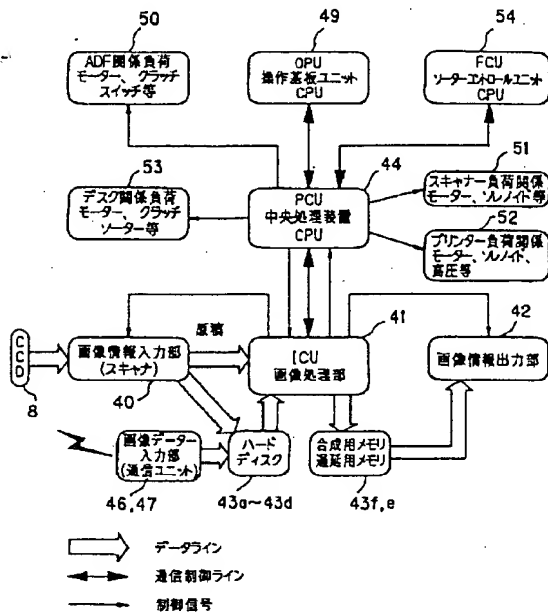 50
49
54
ADF関係負荷
モーター、クラッチ
スイッチ等
OPU
操作基板ユニット
CPU
FCU
ソーターコントロールユニット
CPU
53
44
51
デスク関係負荷
モーター、クラッチ
ソーター等
PCU
中央処理装置
CPU
スキャナー負荷関係
モーター、ソルノイド等
52
プリンター負荷関係
モーター、ソルノイド、
高圧等
原稿
41
42
CCD
8
画像情報入力部
(スキャナ)
40
ICU
画像処理部
画像情報出力部
画像データー
入力部
(通信ユニット)
46,47
ハード
ディスク
43a~43d
合成用メモリ
遅延用メモリ
43f,e
データライン
通信制御ライン
制御信号